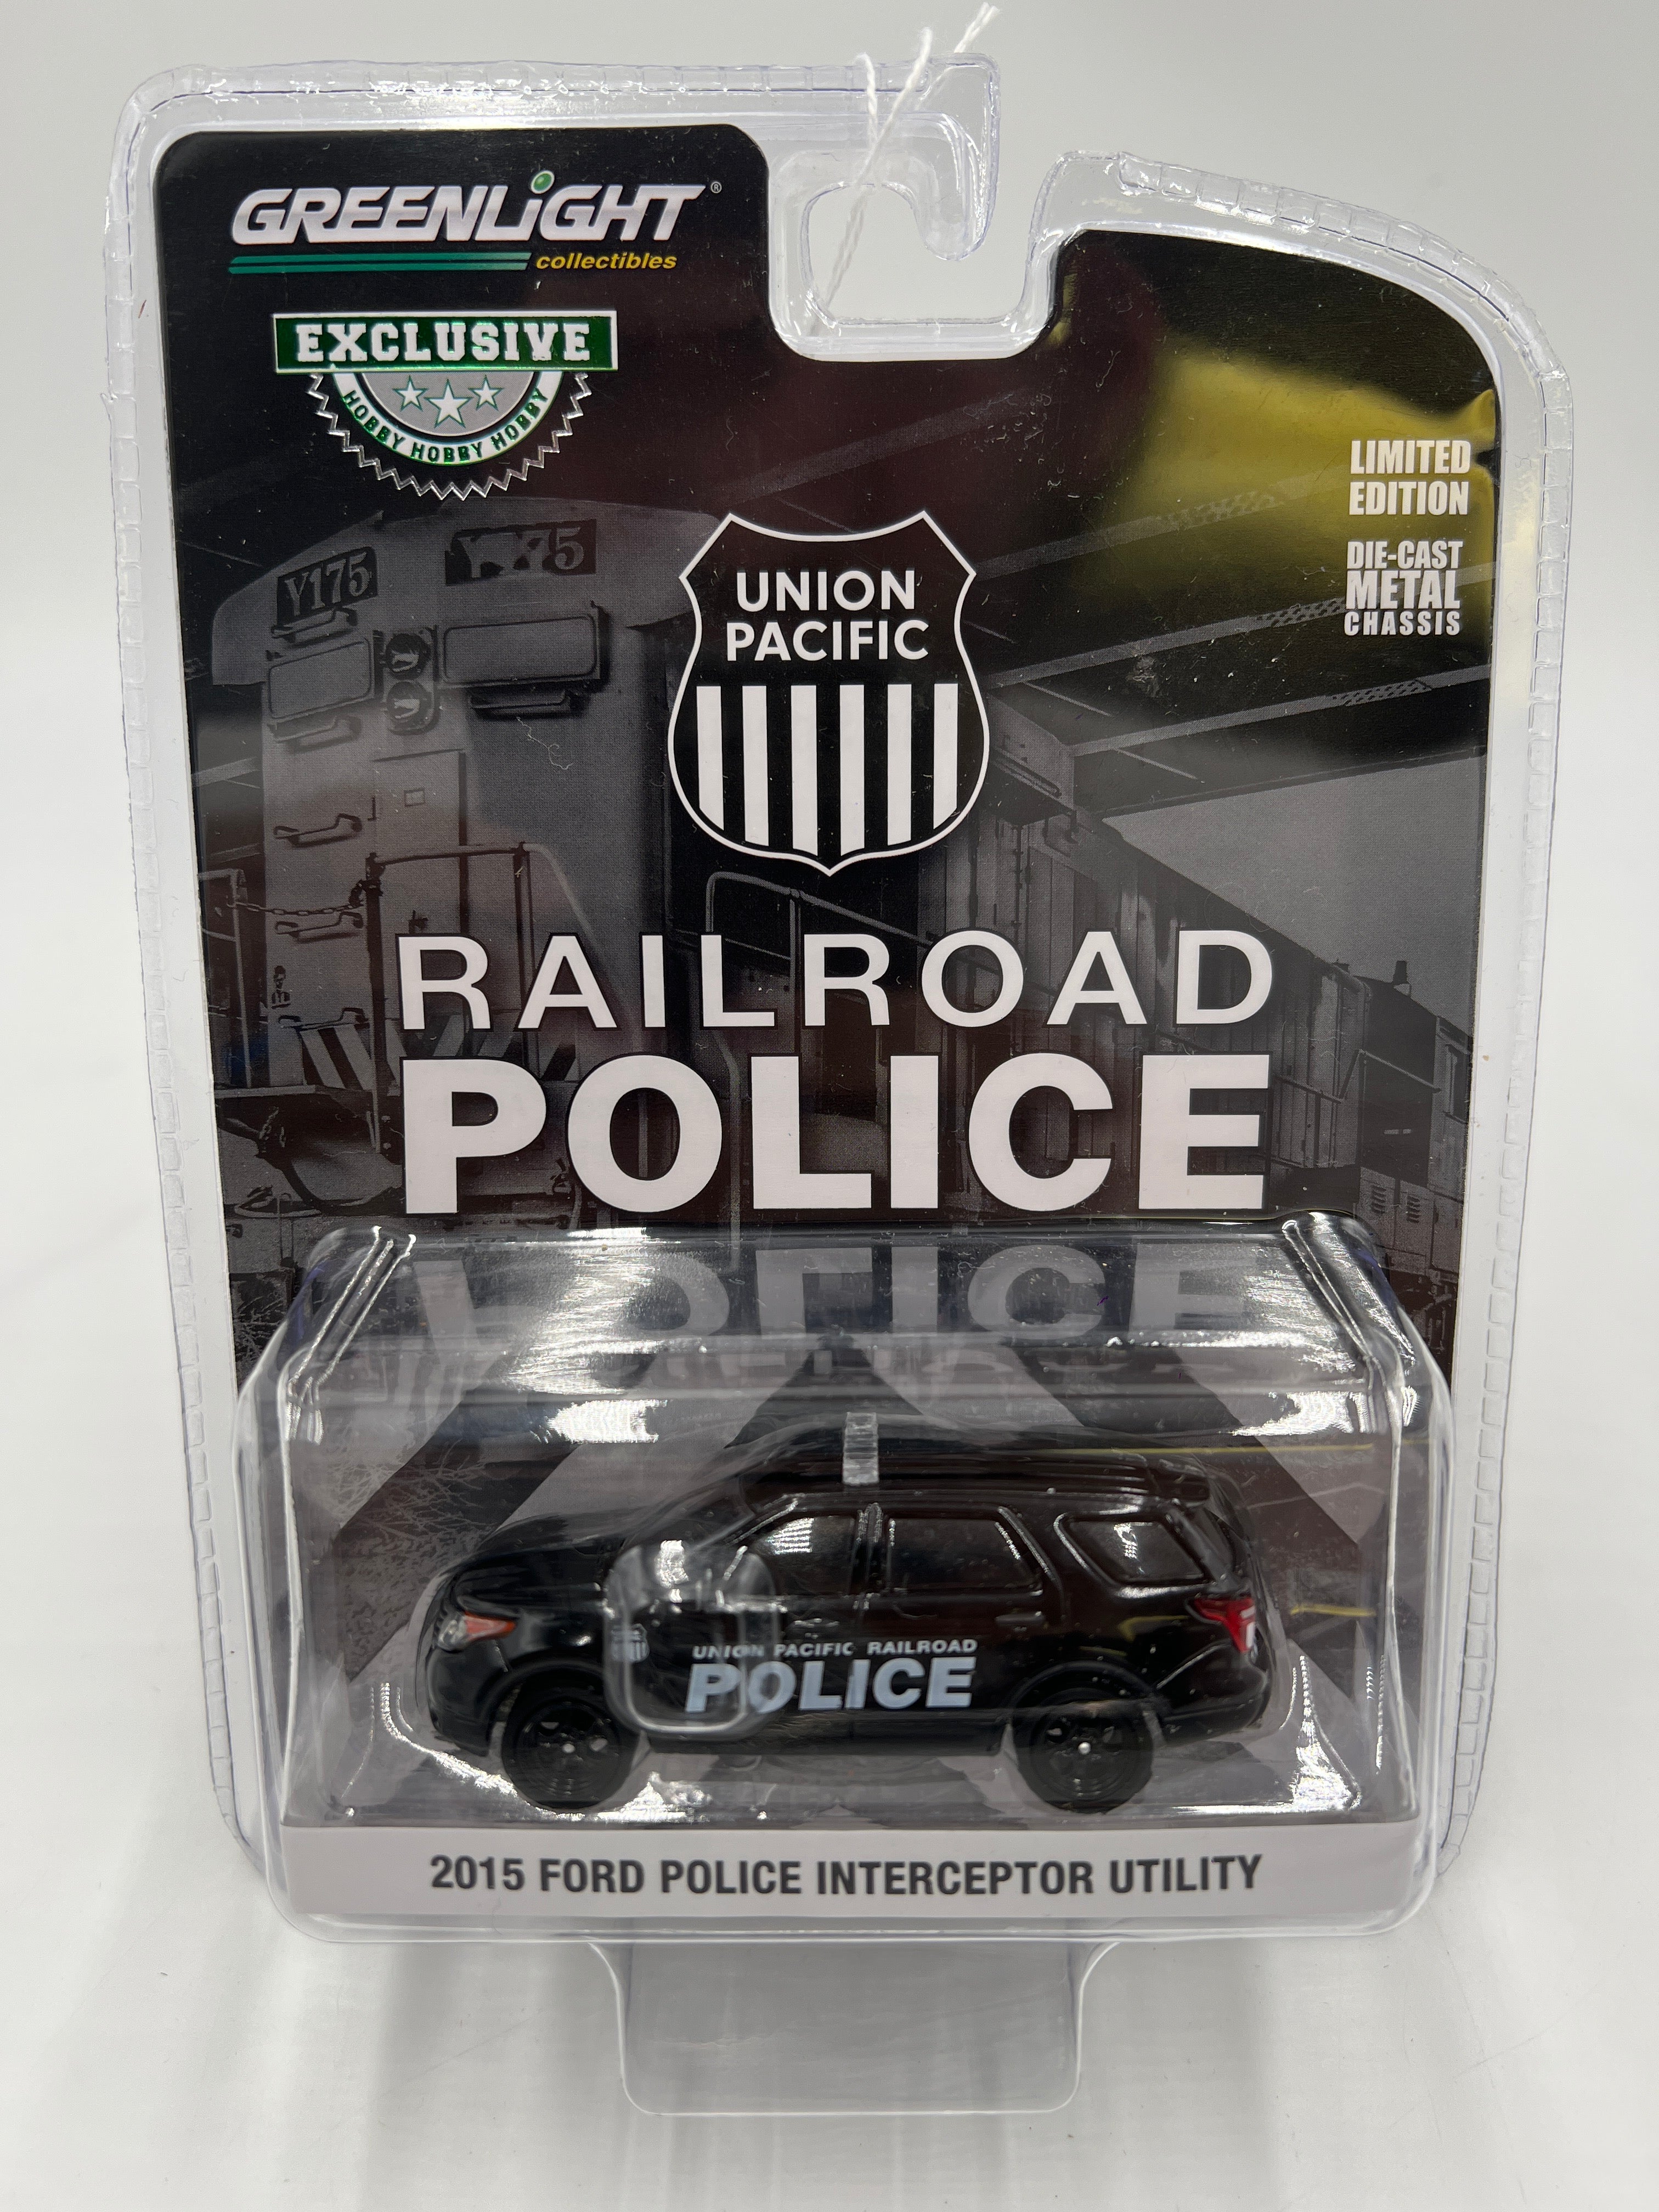 GREENLiGHT®
collectibles
EXCLUSIVE
HOBBY HOBBY HOBBY
LIMITED
EDITION
DIE-CAST
METAL
CHASSIS
Y175
UNION
PACIFIC
RAILROAD
POLICE
UNION PACIFIC RAILROAD
POLICE
2015 FORD POLICE INTERCEPTOR UTILITY